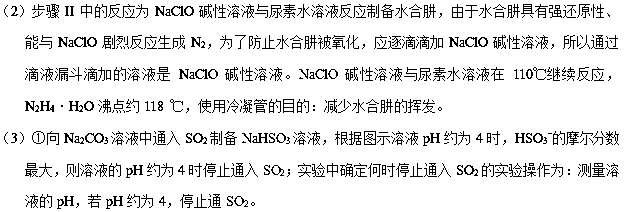 （2）步骤 II 中的反应为 NaClO 碱性溶液与尿素水溶液反应制备水合肼，由于水合肼具有强还原性、
能与 NaClO 剧烈反应生成 N₂，为了防止水合肼被氧化，应逐滴滴加 NaClO 碱性溶液，所以通过
滴液漏斗滴加的溶液是 NaClO 碱性溶液。NaClO 碱性溶液与尿素水溶液在 110℃继续反应，
N₂H₄·H₂O 沸点约 118 ℃，使用冷凝管的目的：减少水合肼的挥发。
（3）①向 Na₂CO₃ 溶液中通入 SO₂ 制备 NaHSO₃ 溶液，根据图示溶液 pH 约为 4 时，HSO₃⁻的摩尔分数
最大，则溶液的 pH 约为 4 时停止通入 SO₂；实验中确定何时停止通入 SO₂ 的实验操作为：测量溶
液的 pH，若 pH 约为 4，停止通 SO₂。